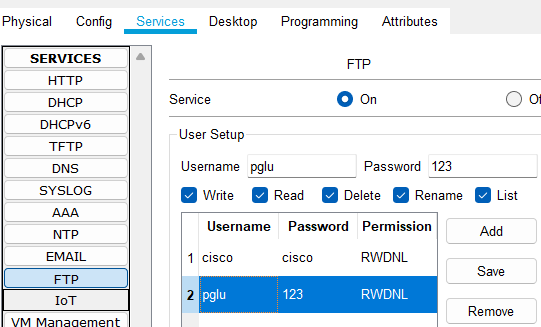 Physical Config Services Desktop Programming Attributes
SERVICES
HTTP
DHCP
DHCPv6
TFTP
DNS
SYSLOG
AAA
NTP
EMAIL
FTP
IoT
VM Management
FTP
Service On
User Setup
Username pglu Password 123
Write Read Delete Rename List
Username Password Permission
1 cisco cisco RWDNL
2 pglu 123 RWDNL
Add
Save
Remove